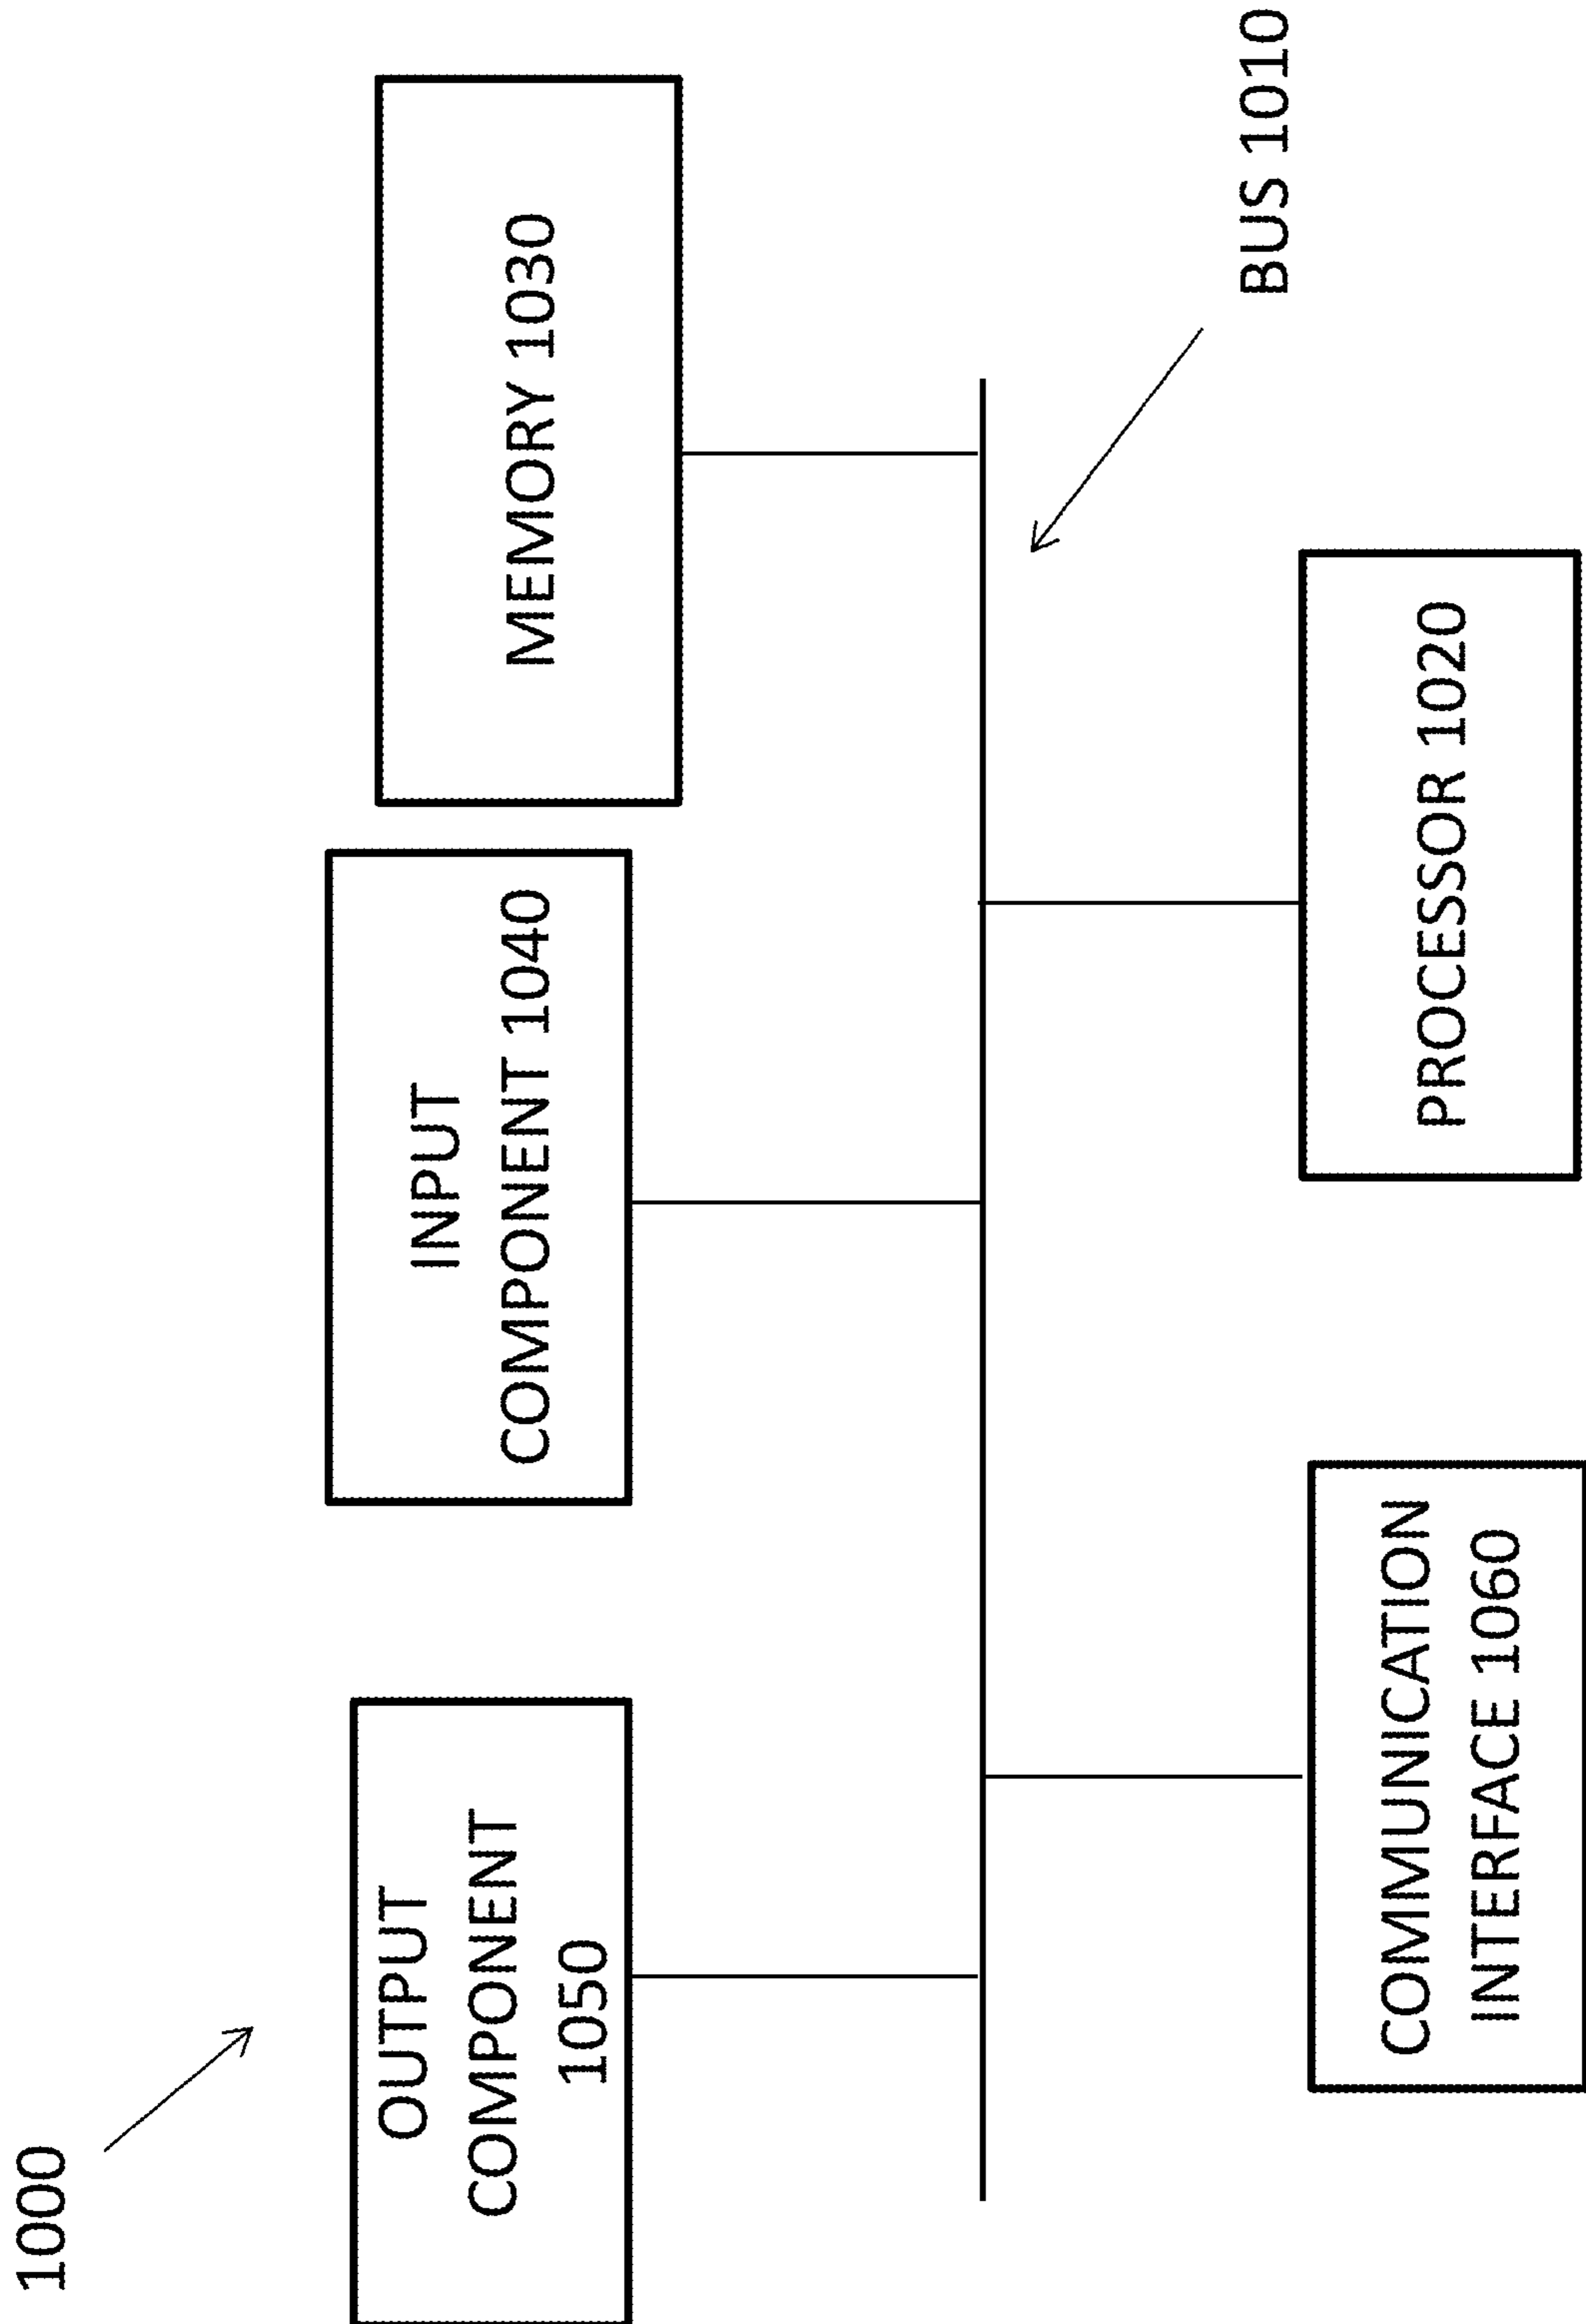 1000
OUTPUT
COMPONENT
1050
INPUT
COMPONENT 1040
MEMORY 1030
BUS 1010
COMMUNICATION
INTERFACE 1060
PROCESSOR 1020